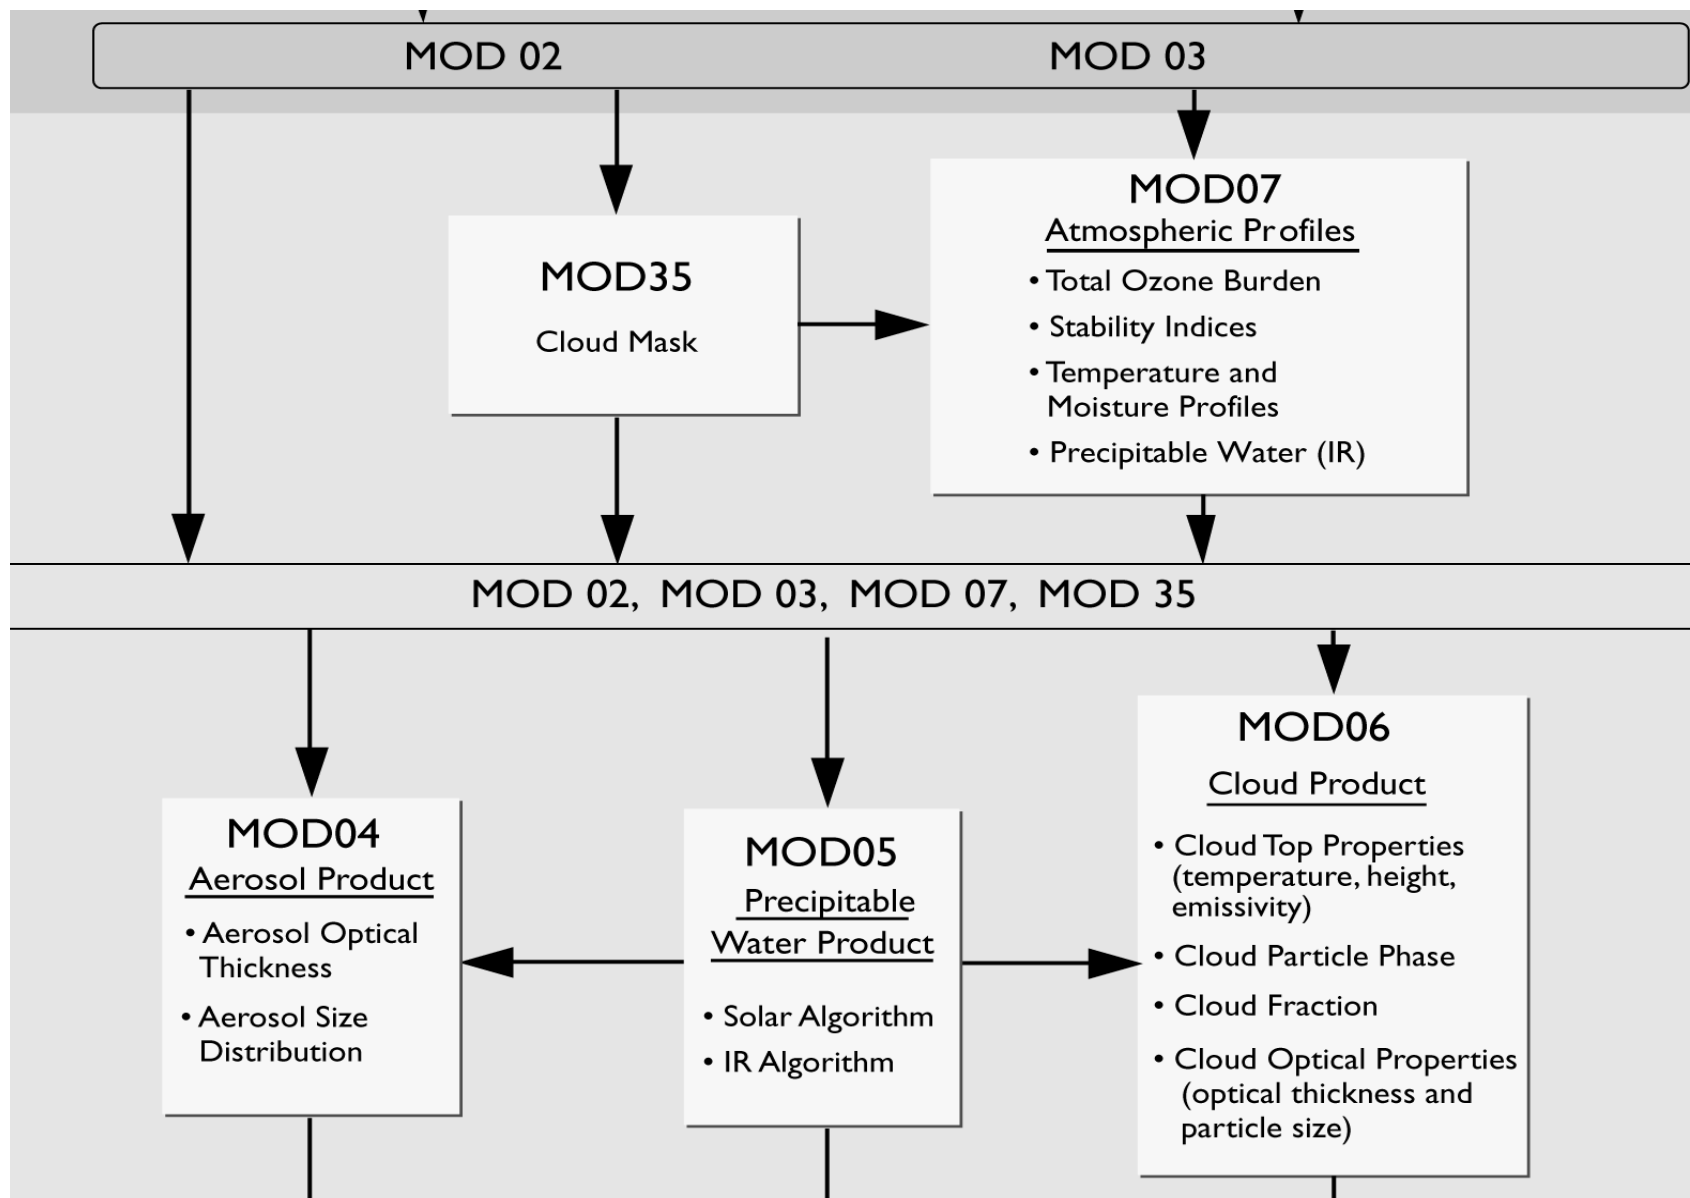 MOD 02
MOD 03
MOD07
Atmospheric Profiles
• Total Ozone Burden
• Stability Indices
• Temperature and
Moisture Profiles
• Precipitable Water (IR)
MOD35
Cloud Mask
MOD 02, MOD 03, MOD 07, MOD 35
MOD04
Aerosol Product
• Aerosol Optical
Thickness
• Aerosol Size
Distribution
MOD05
Precipitable
Water Product
• Solar Algorithm
• IR Algorithm
MOD06
Cloud Product
• Cloud Top Properties
(temperature, height,
emissivity)
• Cloud Particle Phase
• Cloud Fraction
• Cloud Optical Properties
(optical thickness and
particle size)